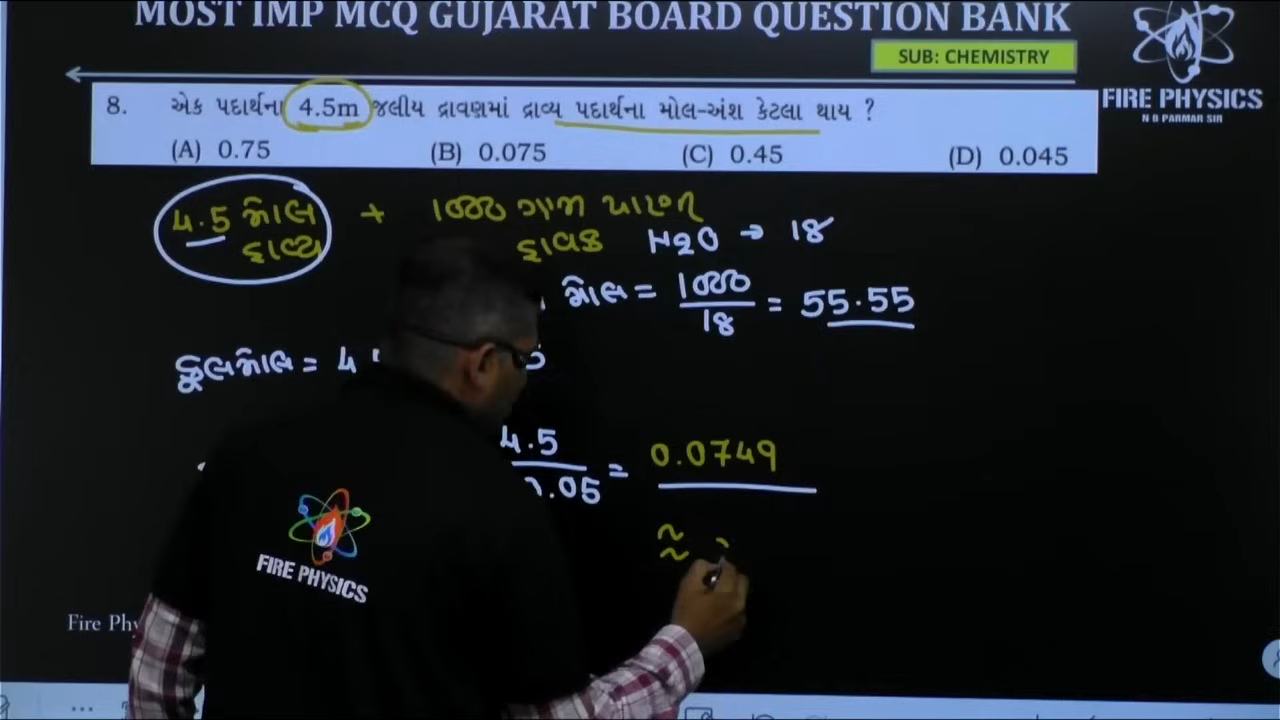 MOST IMP MCQ GUJARAT BOARD QUESTION BANK
SUB: CHEMISTRY
FIRE PHYSICS
N B PARMAR SIR
8. એક પદાર્થના 4.5m જલીય દ્રાવણમાં દ્રાવ્ય પદાર્થના મોલ-અંશ કેટલા થાય ?
(A) 0.75 (B) 0.075 (C) 0.45 (D) 0.045
4.5 મોલ + 1000 ગ્રામ પાણી
દ્રાવ્ય દ્રાવક H2O → 18
મોલ = 1000 / 18 = 55.55
કુલમોલ = 4
4.5 / .05 = 0.0749
≈
FIRE PHYSICS
Fire